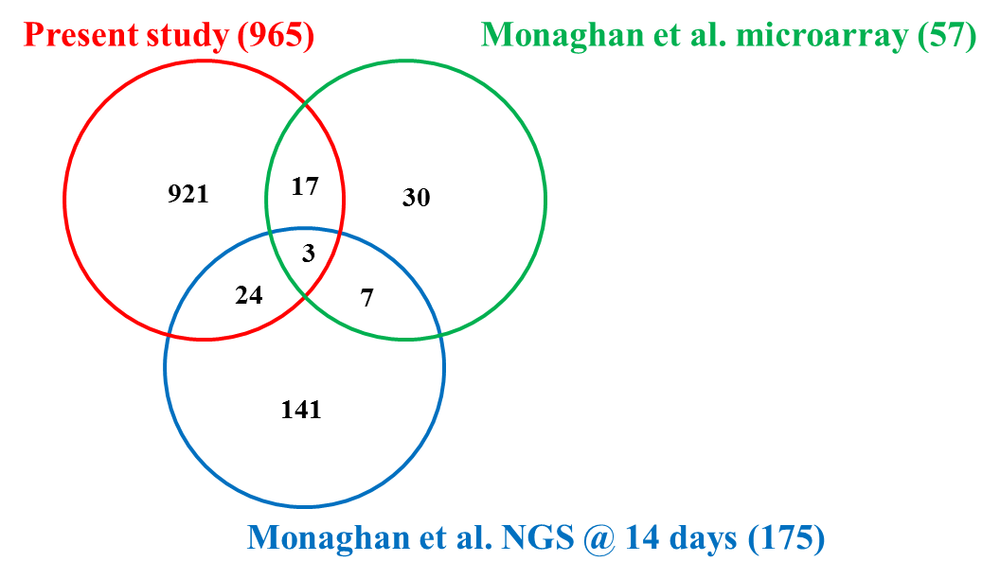 Present study (965)
Monaghan et al. microarray (57)
921
17
30
3
24
7
141
Monaghan et al. NGS @ 14 days (175)